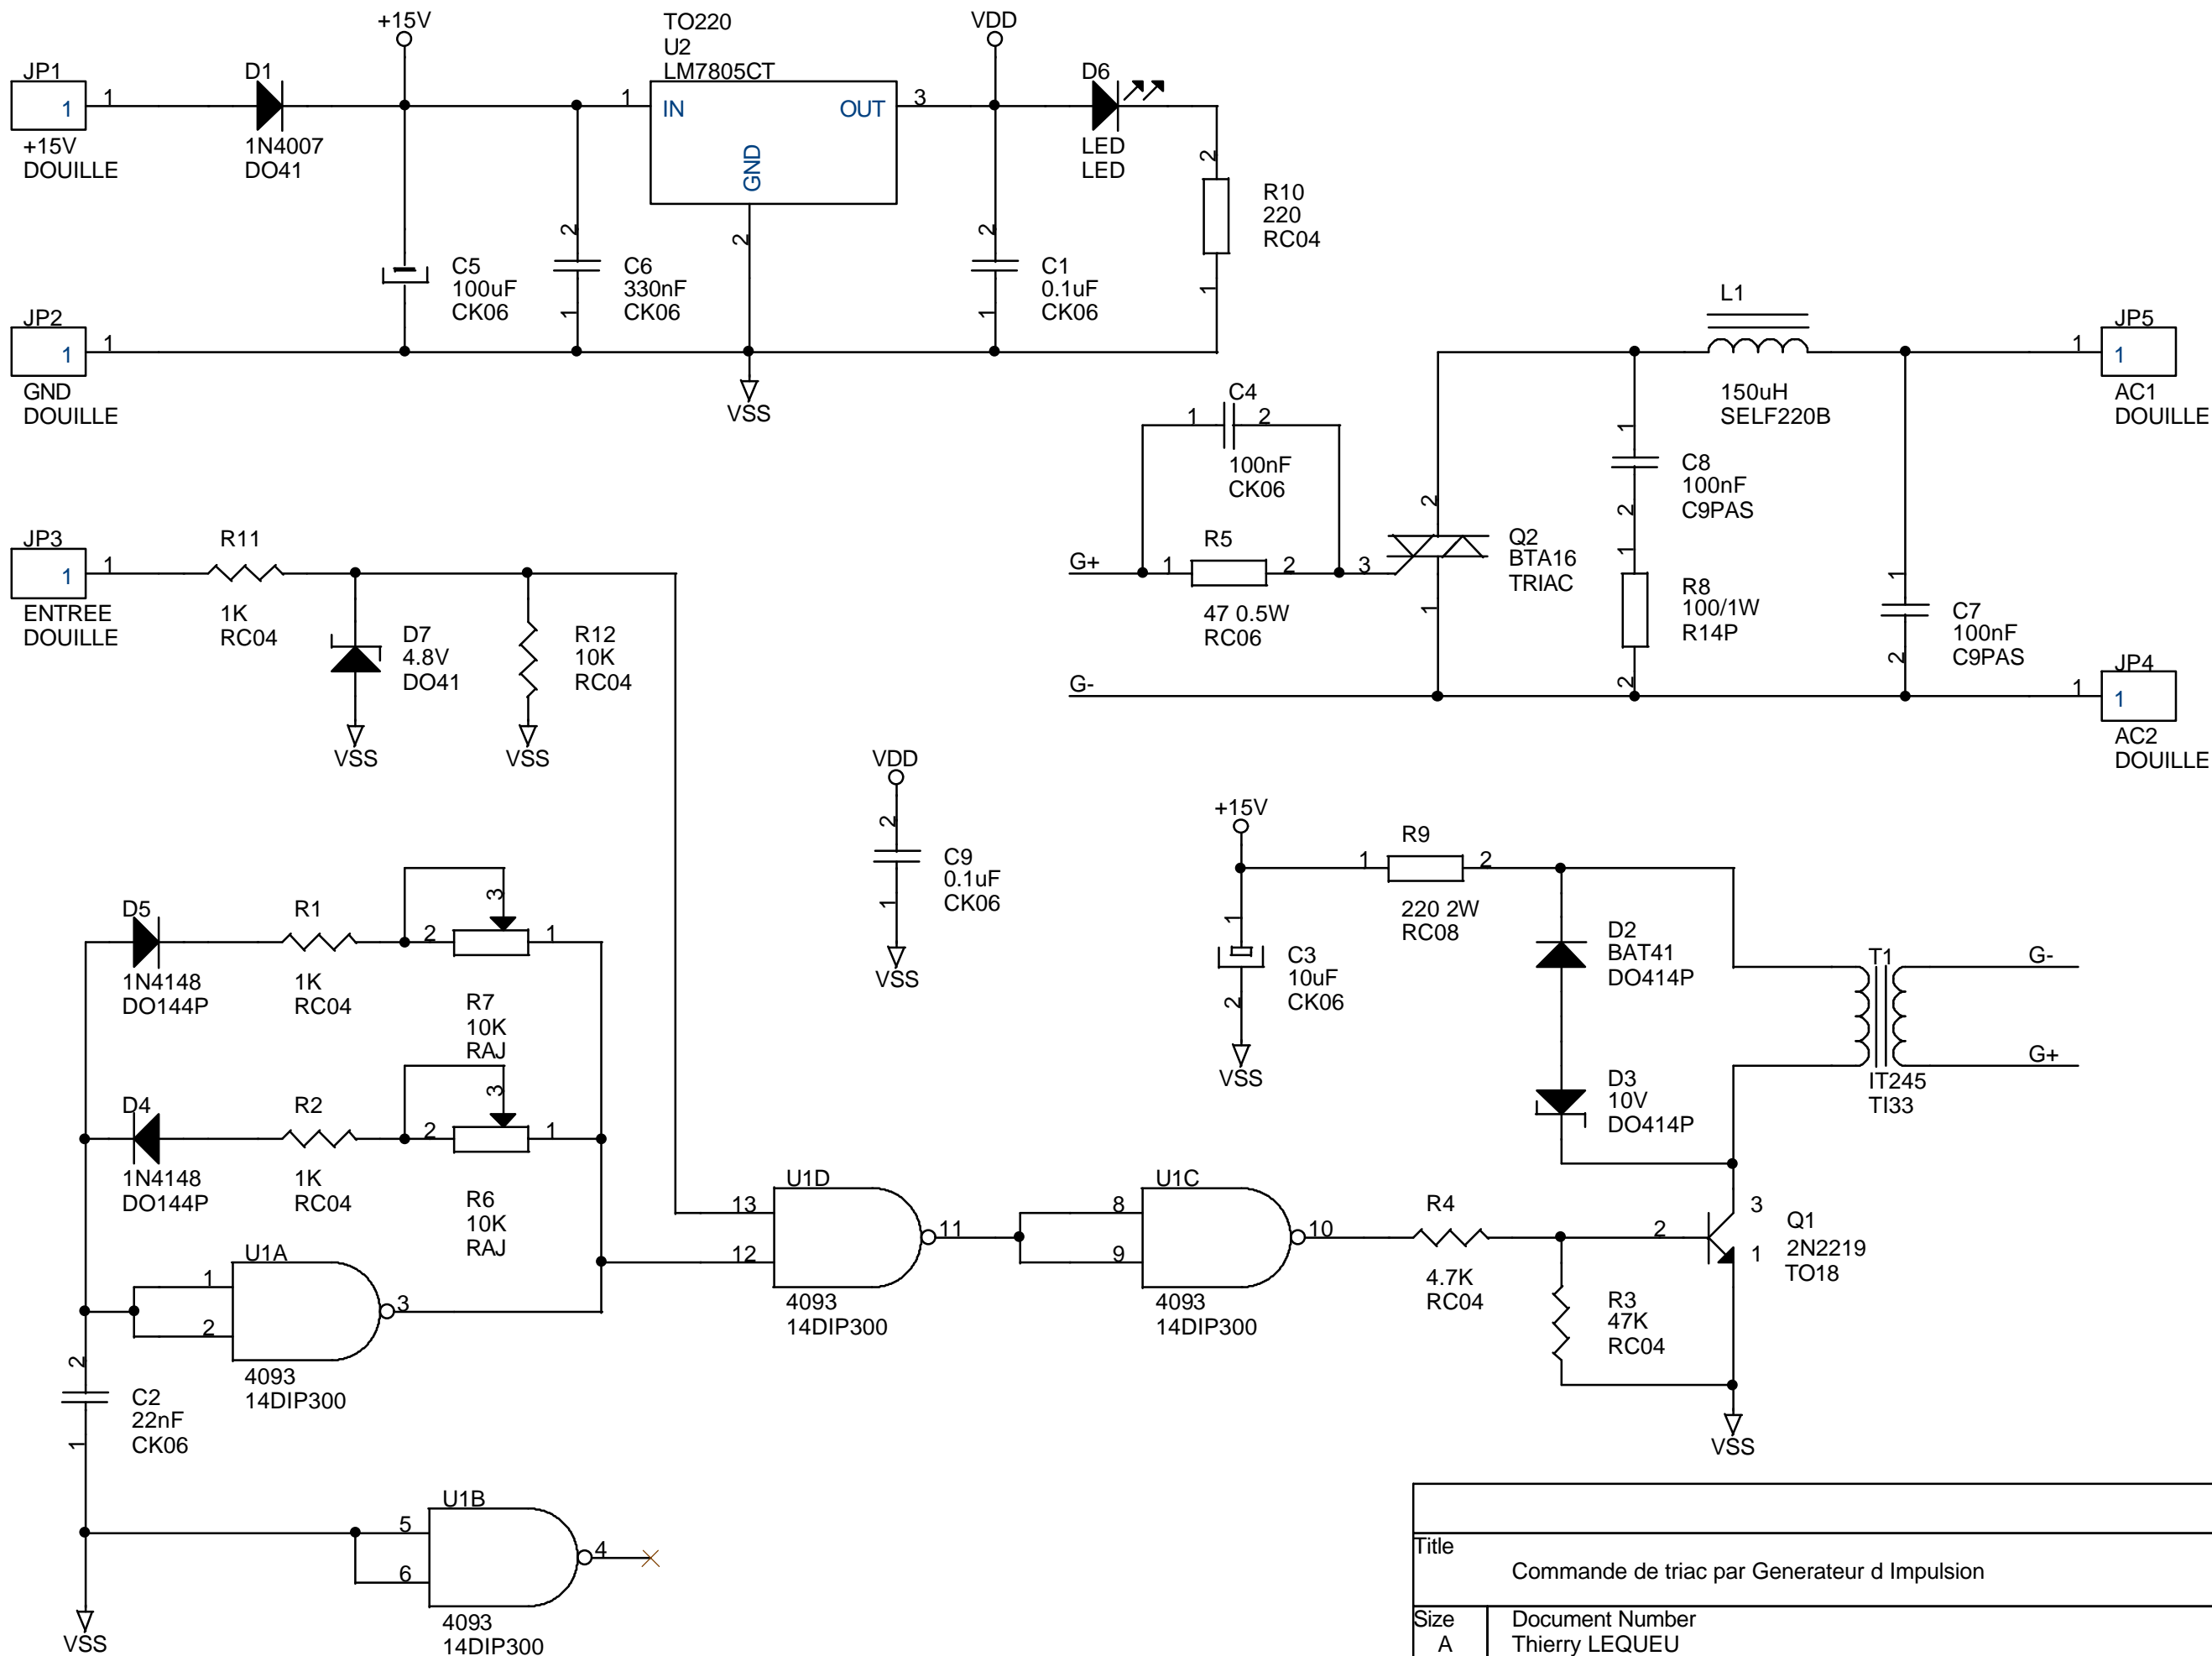 +15V
TO220
U2
LM7805CT
VDD
JP1
1
1
+15V
DOUILLE
D1
1N4007
DO41
1
IN
OUT
GND
3
2
D6
LED
LED
2
R10
220
RC04
1
C5
100uF
CK06
2
C6
330nF
CK06
1
2
C1
0.1uF
CK06
1
JP2
1
1
GND
DOUILLE
VSS
L1
150uH
SELF220B
JP5
1
1
AC1
DOUILLE
C4
1
2
100nF
CK06
1
C8
100nF
C9PAS
2
2
Q2
BTA16
TRIAC
JP3
1
1
ENTREE
DOUILLE
R11
1K
RC04
D7
4.8V
DO41
VSS
R12
10K
RC04
VSS
G+
1
R5
2
3
47 0.5W
RC06
1
1
R8
100/1W
R14P
2
1
C7
100nF
C9PAS
2
G-
JP4
1
1
AC2
DOUILLE
VDD
2
C9
0.1uF
CK06
1
VSS
+15V
1
C3
10uF
CK06
2
VSS
R9
1
2
220 2W
RC08
D2
BAT41
DO414P
D3
10V
DO414P
T1
G-
G+
IT245
TI33
D5
1N4148
DO144P
R1
1K
RC04
3
2
1
R7
10K
RAJ
D4
1N4148
DO144P
R2
1K
RC04
3
2
1
R6
10K
RAJ
U1A
1
2
3
4093
14DIP300
U1D
13
12
11
4093
14DIP300
U1C
8
9
10
4093
14DIP300
R4
4.7K
RC04
R3
47K
RC04
2
3
1
Q1
2N2219
TO18
VSS
2
C2
22nF
CK06
1
VSS
U1B
5
6
4
4093
14DIP300
Title
Commande de triac par Generateur d Impulsion
Size
A
Document Number
Thierry LEQUEU